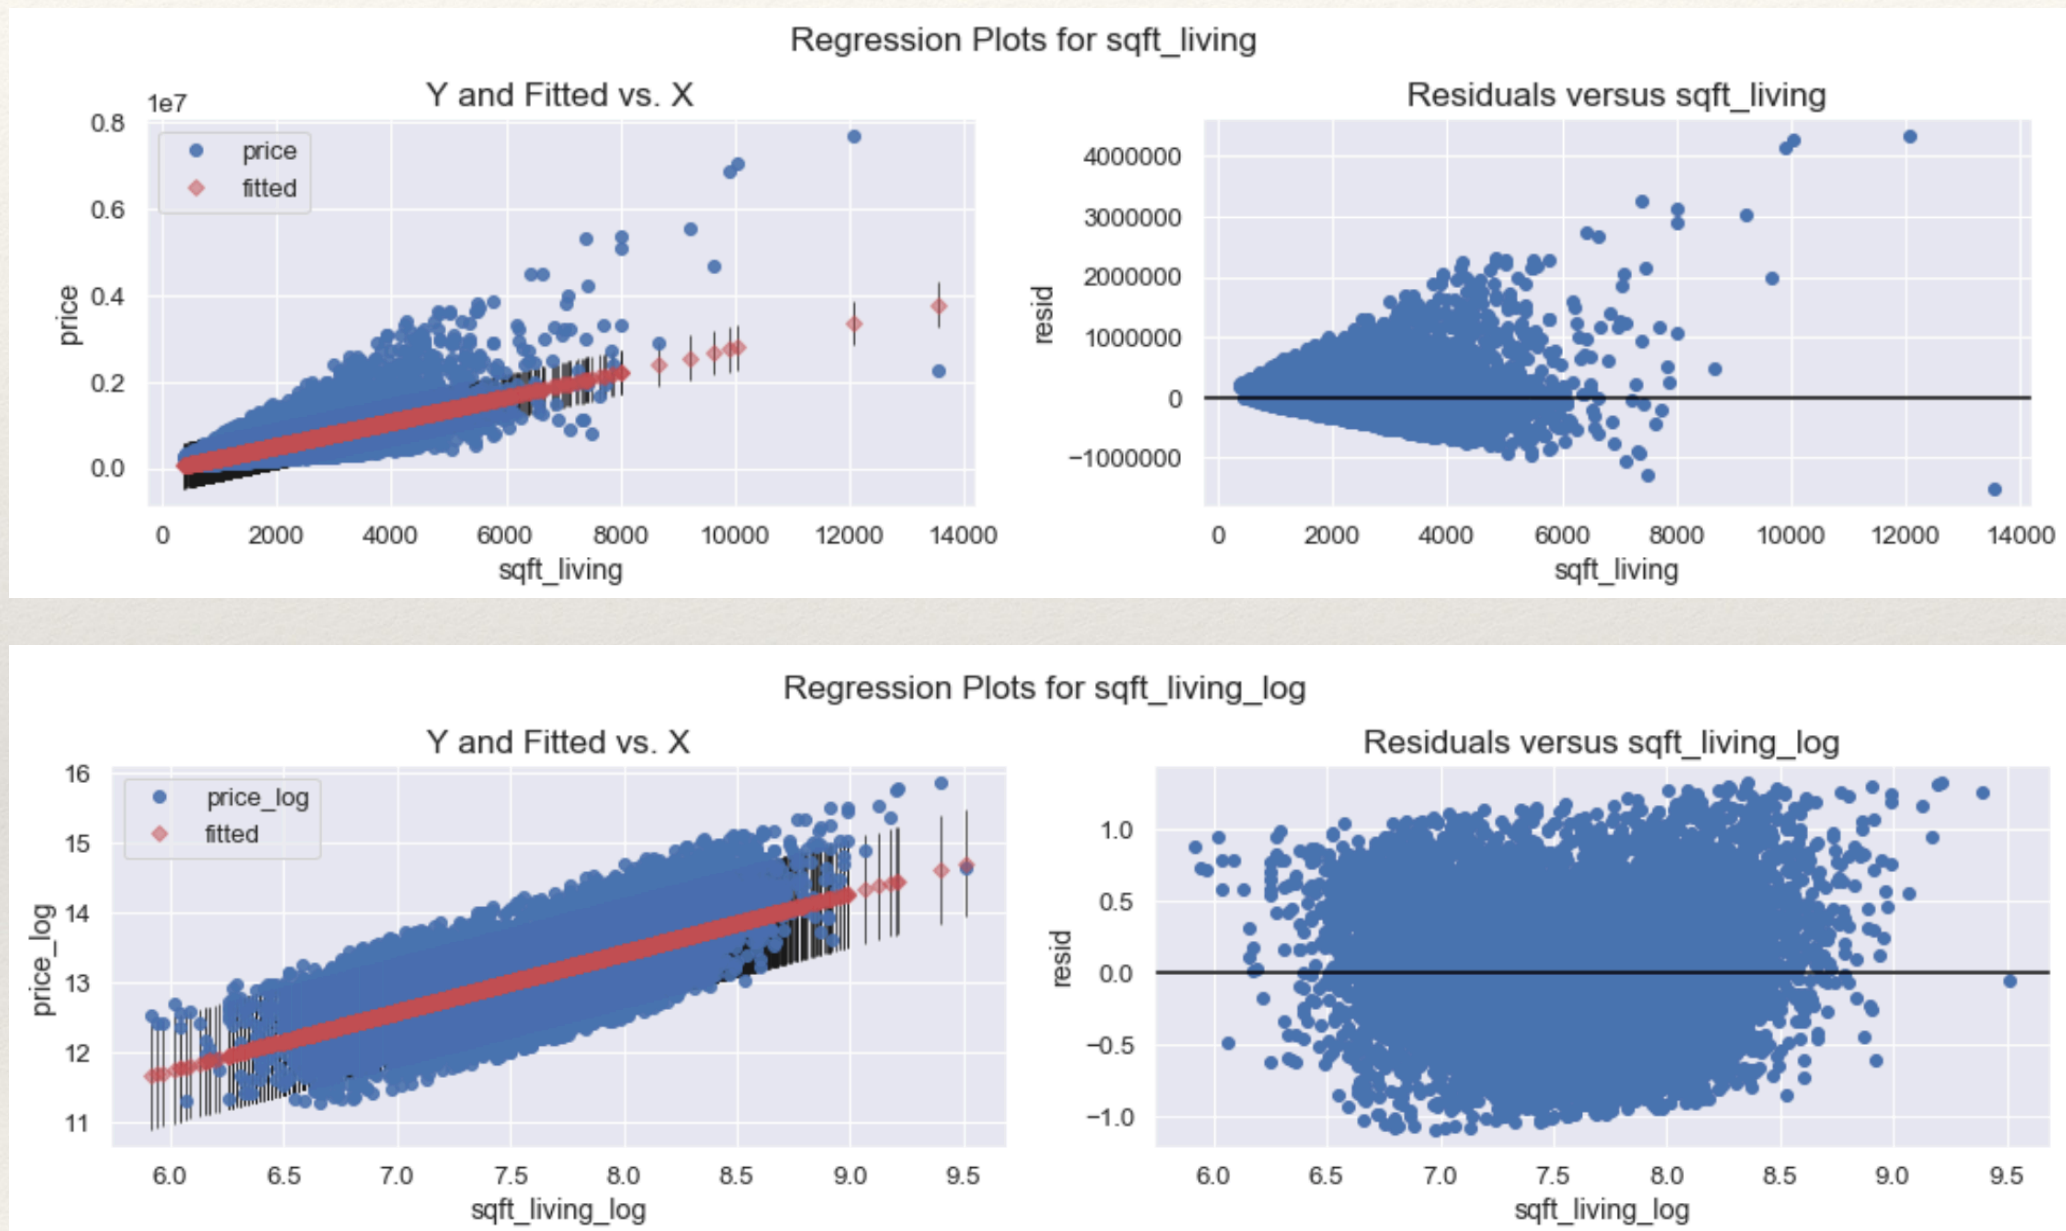 Regression Plots for sqft_living
Y and Fitted vs. X
1e7
0.8
0.6
0.4
0.2
0.0
price
price
fitted
0 2000 4000 6000 8000 10000 12000 14000
sqft_living
Residuals versus sqft_living
4000000
3000000
2000000
1000000
0
−1000000
resid
0 2000 4000 6000 8000 10000 12000 14000
sqft_living
Regression Plots for sqft_living_log
Y and Fitted vs. X
16
15
14
13
12
11
price_log
price_log
fitted
6.0 6.5 7.0 7.5 8.0 8.5 9.0 9.5
sqft_living_log
Residuals versus sqft_living_log
1.0
0.5
0.0
−0.5
−1.0
resid
6.0 6.5 7.0 7.5 8.0 8.5 9.0 9.5
sqft_living_log